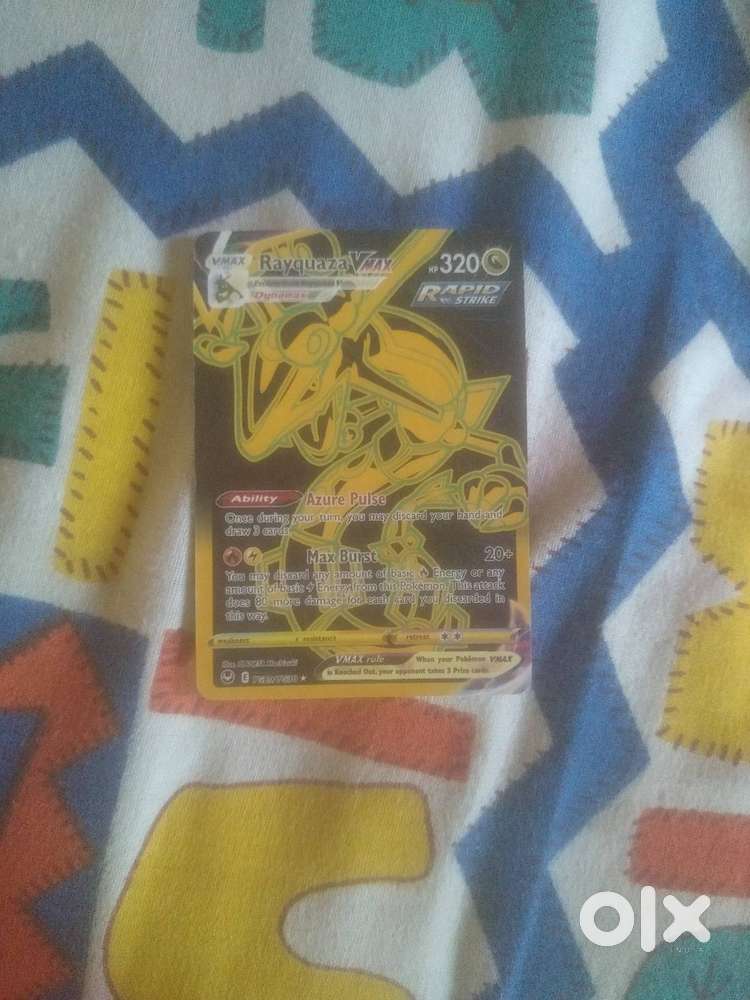 VMAX
Rayquaza VMAX
HP 320
Dynamax
RAPID
STRIKE
Ability Azure Pulse
Once during your turn, you may discard your hand and
draw 3 cards.
Max Burst 20+
You may discard any amount of basic Energy or any
amount of basic Energy from this Pokémon. This attack
does 80 more damage for each card you discarded in
this way.
weakness resistance retreat
VMAX rule
When your Pokémon VMAX
is Knocked Out, your opponent takes 3 Prize cards.
E
olx